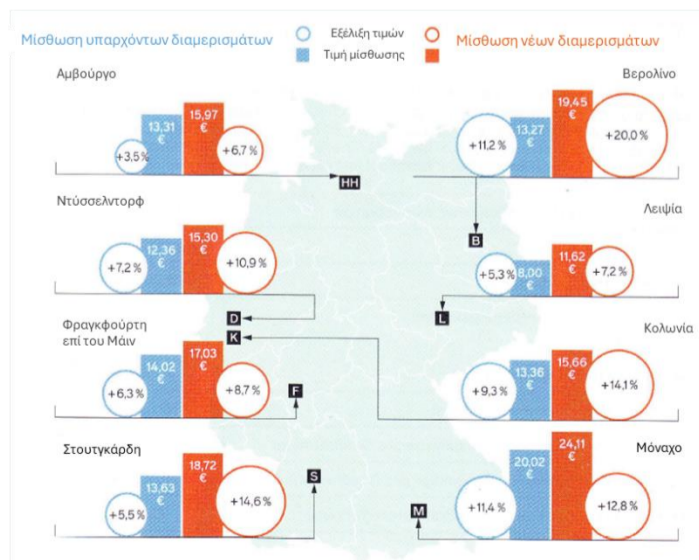 Μίσθωση υπαρχόντων διαμερισμάτων
Εξέλιξη τιμών
Τιμή μίσθωσης
Μίσθωση νέων διαμερισμάτων
Αμβούργο
+3,5%
13,31 €
15,97 €
+6,7%
HH
Βερολίνο
+11,2%
13,27 €
19,45 €
+20,0%
B
Ντύσσελντορφ
+7,2%
12,36 €
15,30 €
+10,9%
D
Λειψία
+5,3%
8,00 €
11,62 €
+7,2%
L
Φραγκφούρτη
επί του Μάιν
+6,3%
14,02 €
17,03 €
+8,7%
F
Κολωνία
+9,3%
13,36 €
15,66 €
+14,1%
K
Στουτγκάρδη
+5,5%
13,63 €
18,72 €
+14,6%
S
Μόναχο
+11,4%
20,02 €
24,11 €
+12,8%
M